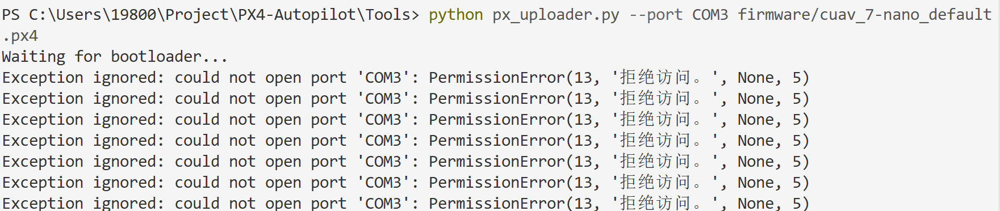 PS C:\Users\19800\Project\PX4-Autopilot\Tools> python px_uploader.py --port COM3 firmware/cuav_7-nano_default
.px4
Waiting for bootloader...
Exception ignored: could not open port 'COM3': PermissionError(13, '拒绝访问。', None, 5)
Exception ignored: could not open port 'COM3': PermissionError(13, '拒绝访问。', None, 5)
Exception ignored: could not open port 'COM3': PermissionError(13, '拒绝访问。', None, 5)
Exception ignored: could not open port 'COM3': PermissionError(13, '拒绝访问。', None, 5)
Exception ignored: could not open port 'COM3': PermissionError(13, '拒绝访问。', None, 5)
Exception ignored: could not open port 'COM3': PermissionError(13, '拒绝访问。', None, 5)
Exception ignored: could not open port 'COM3': PermissionError(13, '拒绝访问。', None, 5)